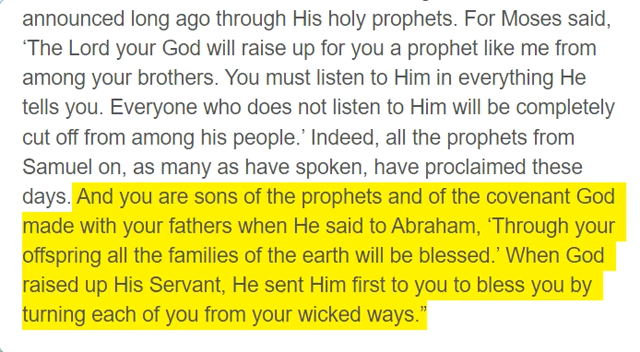 announced long ago through His holy prophets. For Moses said,
‘The Lord your God will raise up for you a prophet like me from
among your brothers. You must listen to Him in everything He
tells you. Everyone who does not listen to Him will be completely
cut off from among his people.’ Indeed, all the prophets from
Samuel on, as many as have spoken, have proclaimed these
days. And you are sons of the prophets and of the covenant God
made with your fathers when He said to Abraham, ‘Through your
offspring all the families of the earth will be blessed.’ When God
raised up His Servant, He sent Him first to you to bless you by
turning each of you from your wicked ways.”